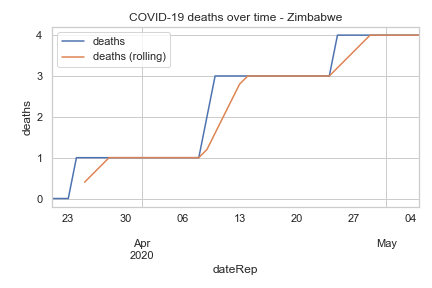 COVID-19 deaths over time - Zimbabwe
deaths
deaths (rolling)
4
3
2
1
0
deaths
23 30 06 13 20 27 04
Apr May
2020
dateRep